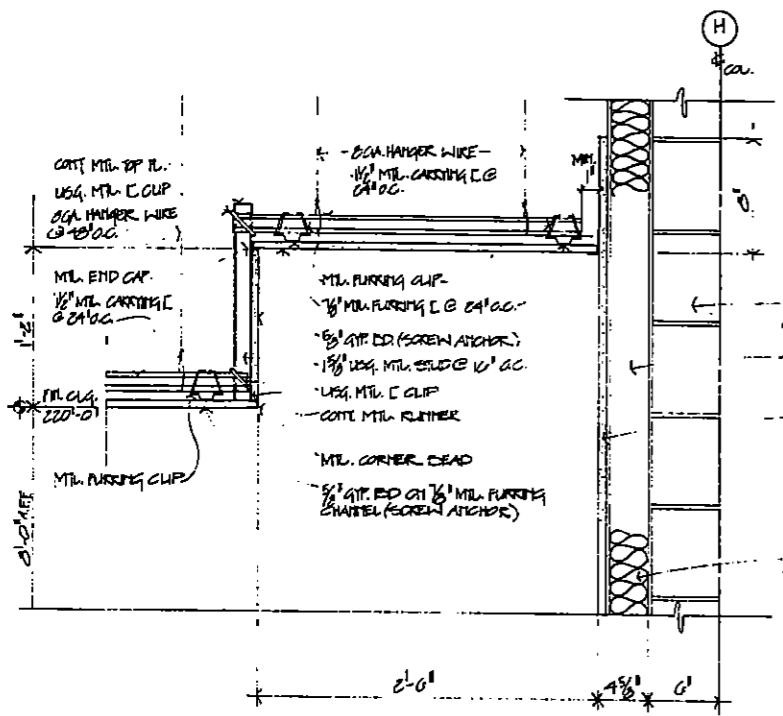 H
COL.
CONT. MTL. TOP PL.
USG. MTL. [ CLIP
8GA. HANGER WIRE
@ 48" O.C.
8GA. HANGER WIRE
1½" MTL. CARRYING [ @
24" O.C.
MIN.
1"
MTL. END CAP.
1½" MTL. CARRYING [
@ 24" O.C.
1'-2"
MTL. FURRING CLIP
⅞" MTL. FURRING [ @ 24" O.C.
⅝" GYP. BD. (SCREW ANCHOR)
1⅝" USG. MTL. STUD @ 16" O.C.
USG. MTL. [ CLIP
CONT. MTL. RUNNER
FIN. CLG.
220'-0"
MTL. FURRING CLIP
MTL. CORNER BEAD
⅝" GYP. BD ON ⅞" MTL. FURRING
CHANNEL (SCREW ANCHOR)
8'-0" A.F.F.
2'-6"
4⅝"
6"